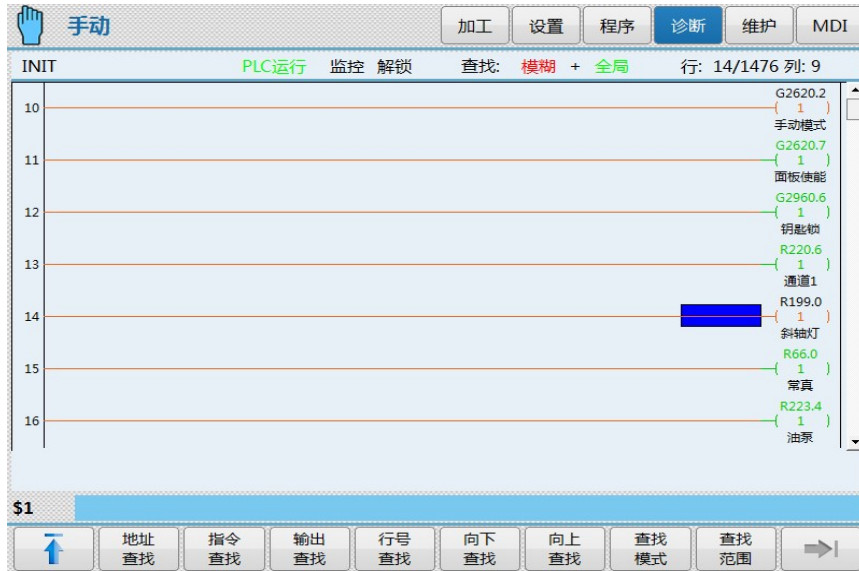 手动 加工 设置 程序 诊断 维护 MDI
INIT PLC运行 监控 解锁 查找: 模糊 + 全局 行: 14/1476 列: 9
G2620.2
10 ( 1 )
手动模式
G2620.7
11 ( 1 )
面板使能
G2960.6
12 ( 1 )
钥匙锁
R220.6
13 ( 1 )
通道1
R199.0
14 ( 1 )
斜轴灯
R66.0
15 ( 1 )
常真
R223.4
16 ( 1 )
油泵
$1
地址 指令 输出 行号 向下 向上 查找 查找
查找 查找 查找 查找 查找 查找 模式 范围